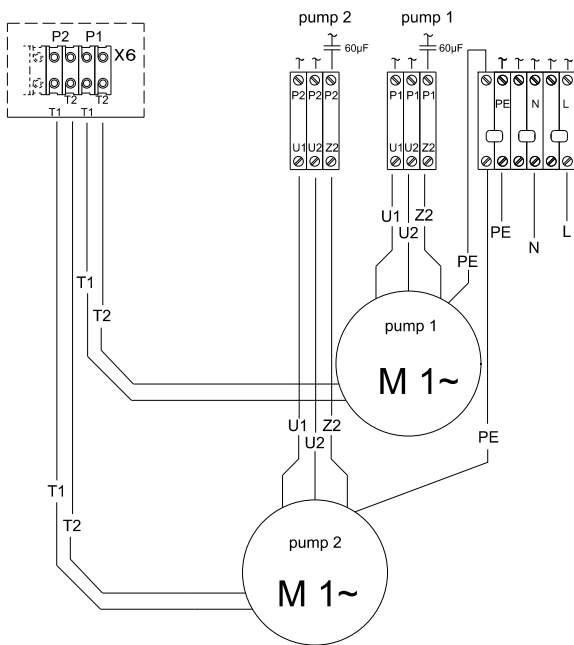 pump 2 pump 1
60µF 60µF
P2 P1 X6
P2 P2 P2 P1 P1 P1 PE N L
T2 T2
T1 T1
U1 U2 Z2 U1 U2 Z2
U1 Z2
U2
PE N L
PE
T1
T2
pump 1
M 1~
U1 Z2
U2
PE
T1
T2
pump 2
M 1~